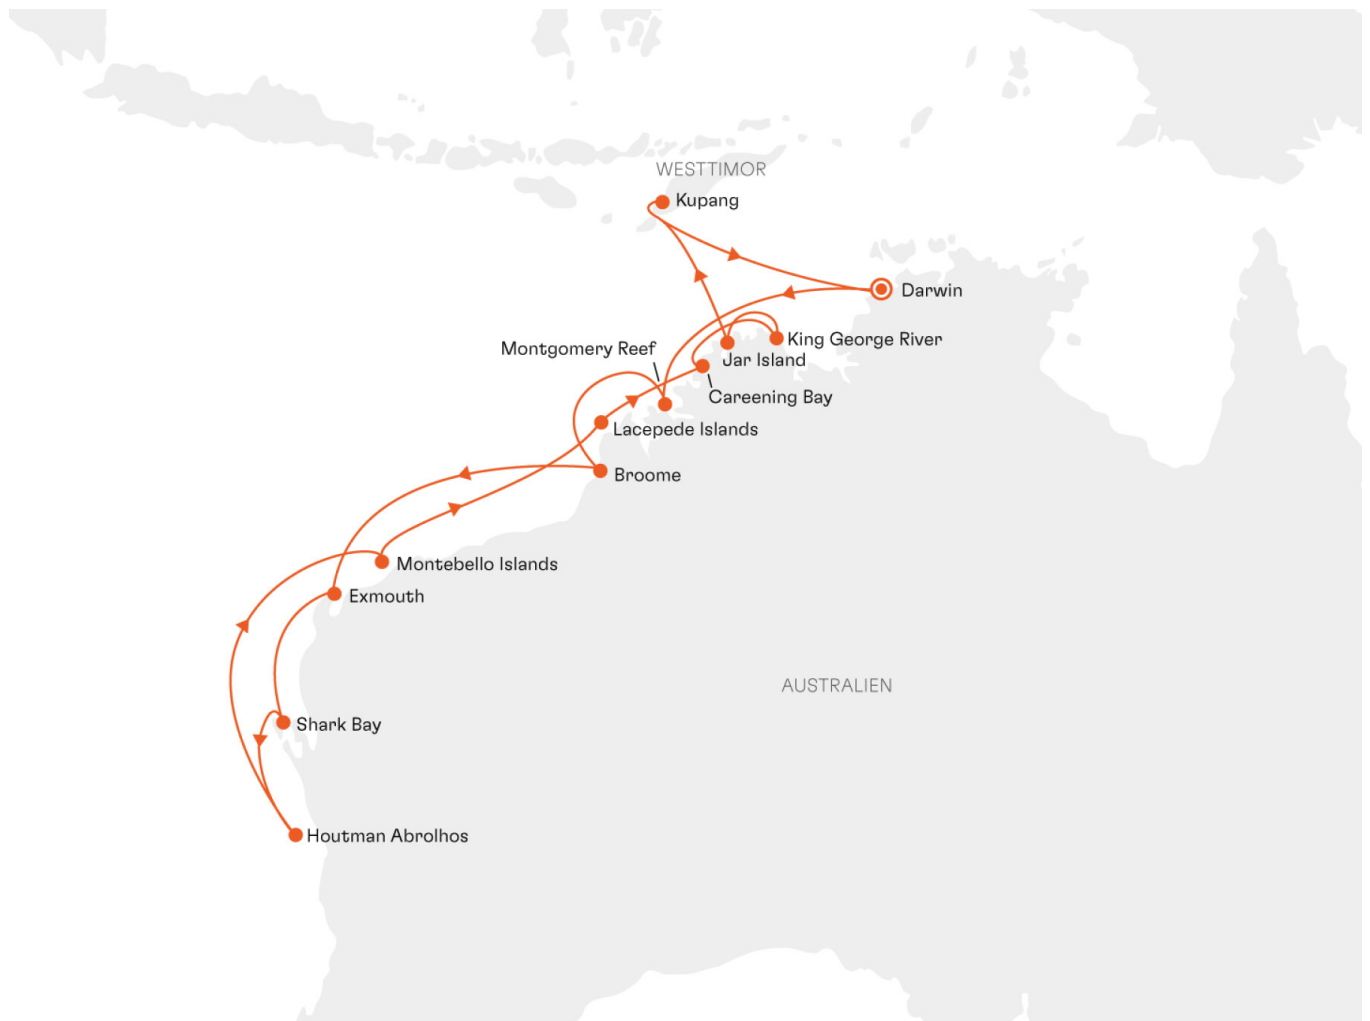 WESTTIMOR
Kupang
Darwin
King George River
Montgomery Reef
Jar Island
Careening Bay
Lacepede Islands
Broome
Montebello Islands
Exmouth
AUSTRALIEN
Shark Bay
Houtman Abrolhos